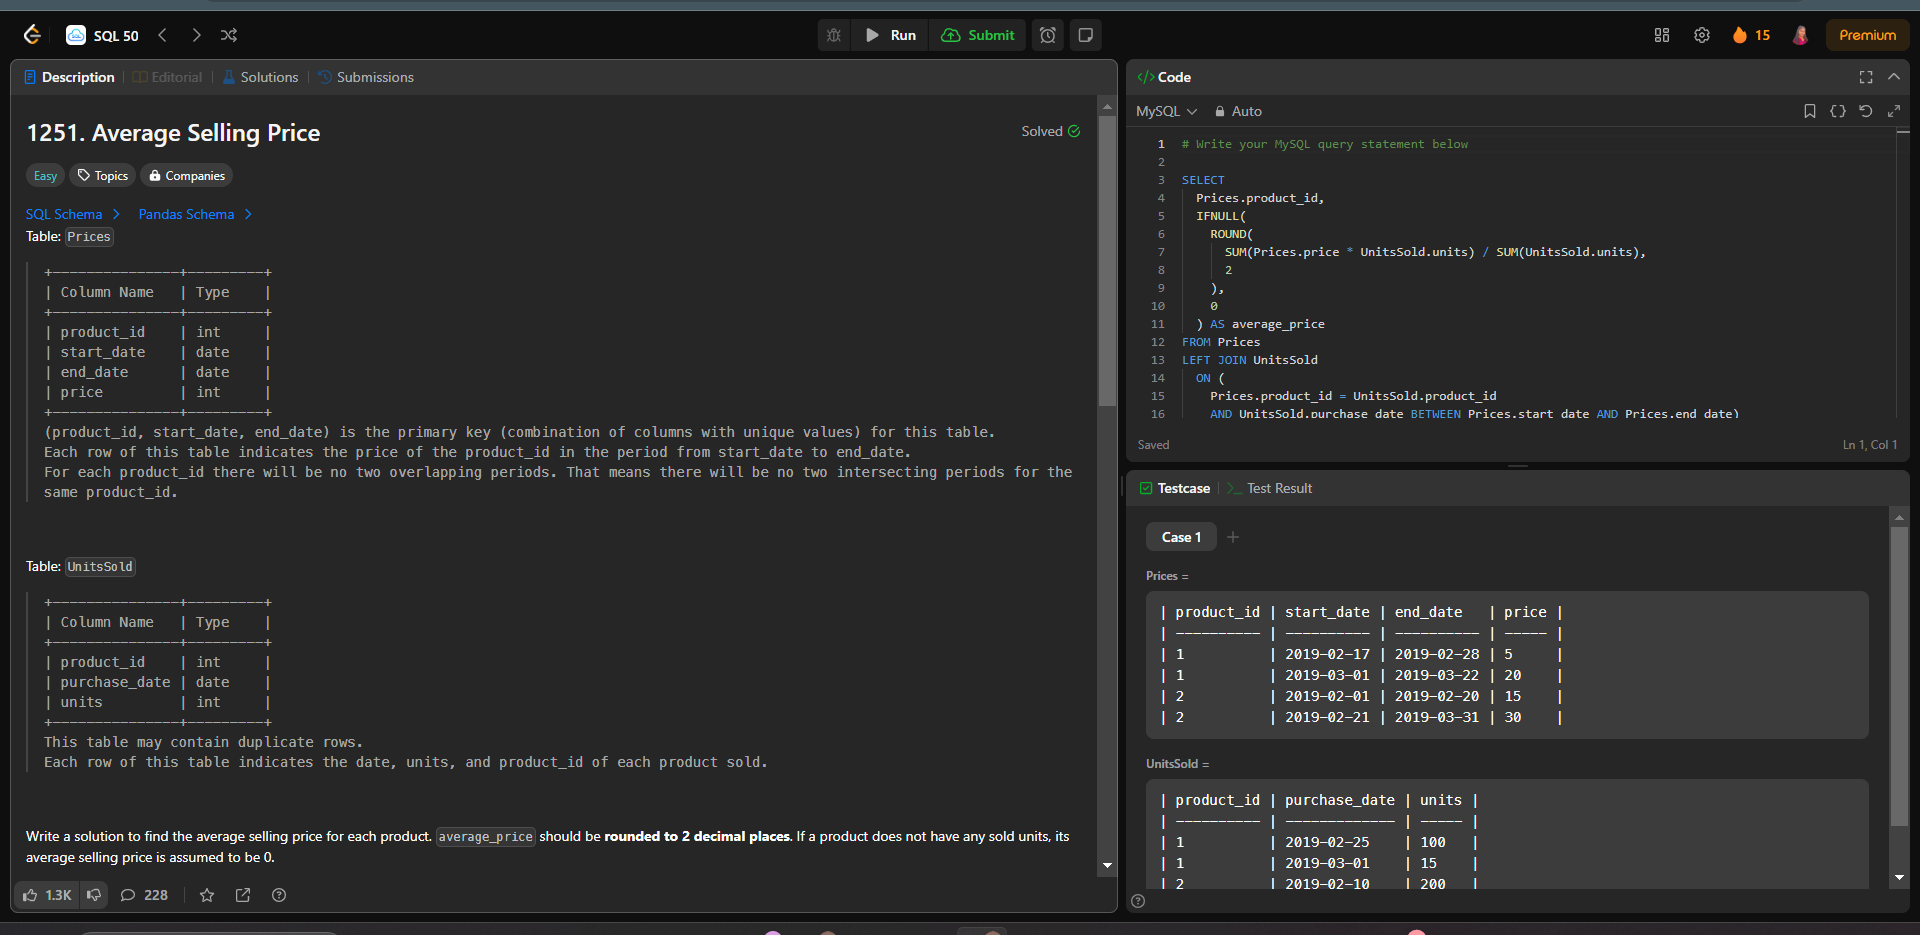 SQL 50
Run
Submit
15
Premium
Description
Editorial
Solutions
Submissions
1251. Average Selling Price
Solved
Easy
Topics
Companies
SQL Schema
Pandas Schema
Table: Prices
+---------------+---------+
| Column Name   | Type    |
+---------------+---------+
| product_id    | int     |
| start_date    | date    |
| end_date      | date    |
| price         | int     |
+---------------+---------+
(product_id, start_date, end_date) is the primary key (combination of columns with unique values) for this table.
Each row of this table indicates the price of the product_id in the period from start_date to end_date.
For each product_id there will be no two overlapping periods. That means there will be no two intersecting periods for the
same product_id.
Table: UnitsSold
+---------------+---------+
| Column Name   | Type    |
+---------------+---------+
| product_id    | int     |
| purchase_date | date    |
| units         | int     |
+---------------+---------+
This table may contain duplicate rows.
Each row of this table indicates the date, units, and product_id of each product sold.
Write a solution to find the average selling price for each product. average_price should be rounded to 2 decimal places. If a product does not have any sold units, its
average selling price is assumed to be 0.
1.3K
228
</> Code
MySQL
Auto
1 # Write your MySQL query statement below
2
3 SELECT
4   Prices.product_id,
5   IFNULL(
6     ROUND(
7       SUM(Prices.price * UnitsSold.units) / SUM(UnitsSold.units),
8       2
9     ),
10     0
11   ) AS average_price
12 FROM Prices
13 LEFT JOIN UnitsSold
14   ON (
15     Prices.product_id = UnitsSold.product_id
16     AND UnitsSold.purchase_date BETWEEN Prices.start_date AND Prices.end_date)
Saved
Ln 1, Col 1
Testcase
Test Result
Case 1
Prices =
| product_id | start_date | end_date   | price |
| ---------- | ---------- | ---------- | ----- |
| 1          | 2019-02-17 | 2019-02-28 | 5     |
| 1          | 2019-03-01 | 2019-03-22 | 20    |
| 2          | 2019-02-01 | 2019-02-20 | 15    |
| 2          | 2019-02-21 | 2019-03-31 | 30    |
UnitsSold =
| product_id | purchase_date | units |
| ---------- | ------------- | ----- |
| 1          | 2019-02-25    | 100   |
| 1          | 2019-03-01    | 15    |
| 2          | 2019-02-10    | 200   |